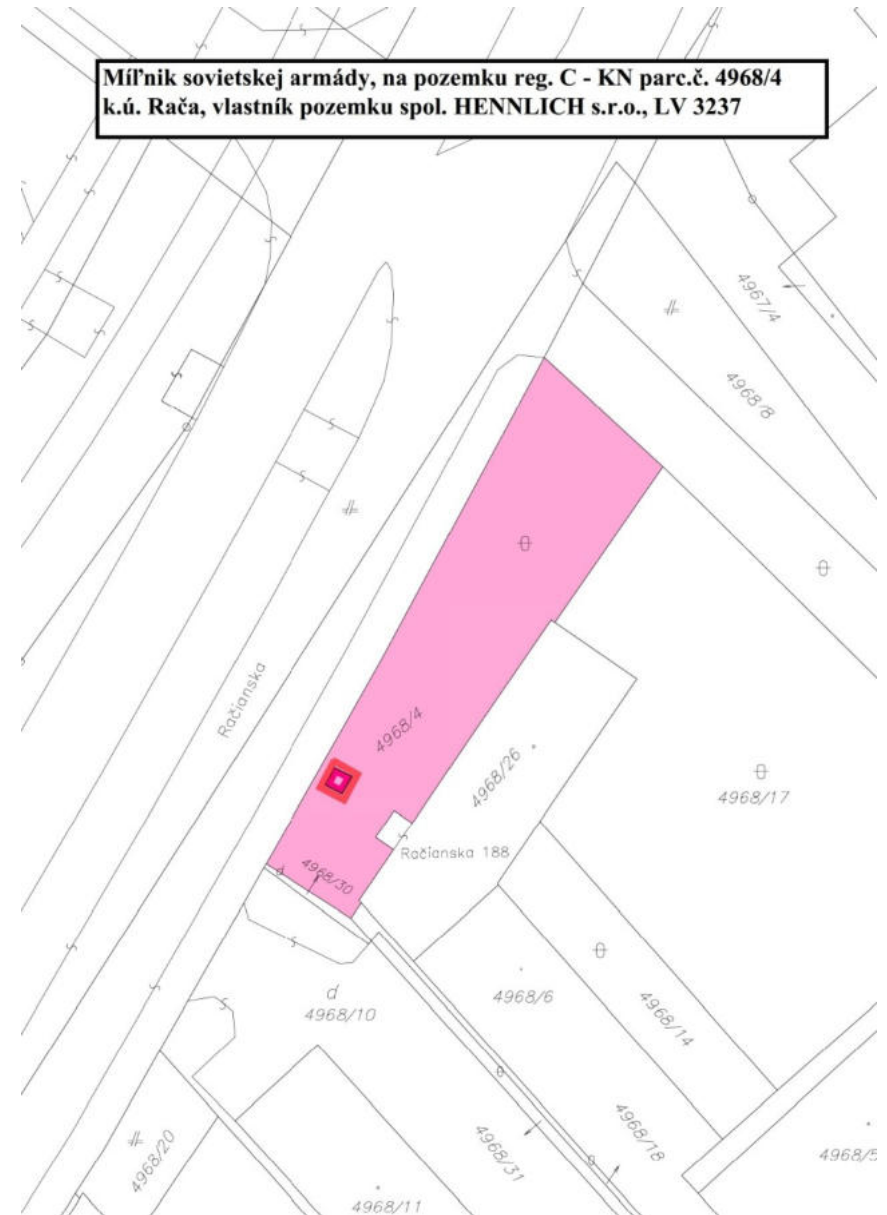 Míľnik sovietskej armády, na pozemku reg. C - KN parc.č. 4968/4
k.ú. Rača, vlastník pozemku spol. HENNLICH s.r.o., LV 3237
4967/4
4968/8
Račianska
4968/4
4968/26
4968/17
Račianska 188
4968/30
d
4968/10
4968/6
4968/14
4968/20
4968/31
4968/18
4968/5
4968/11